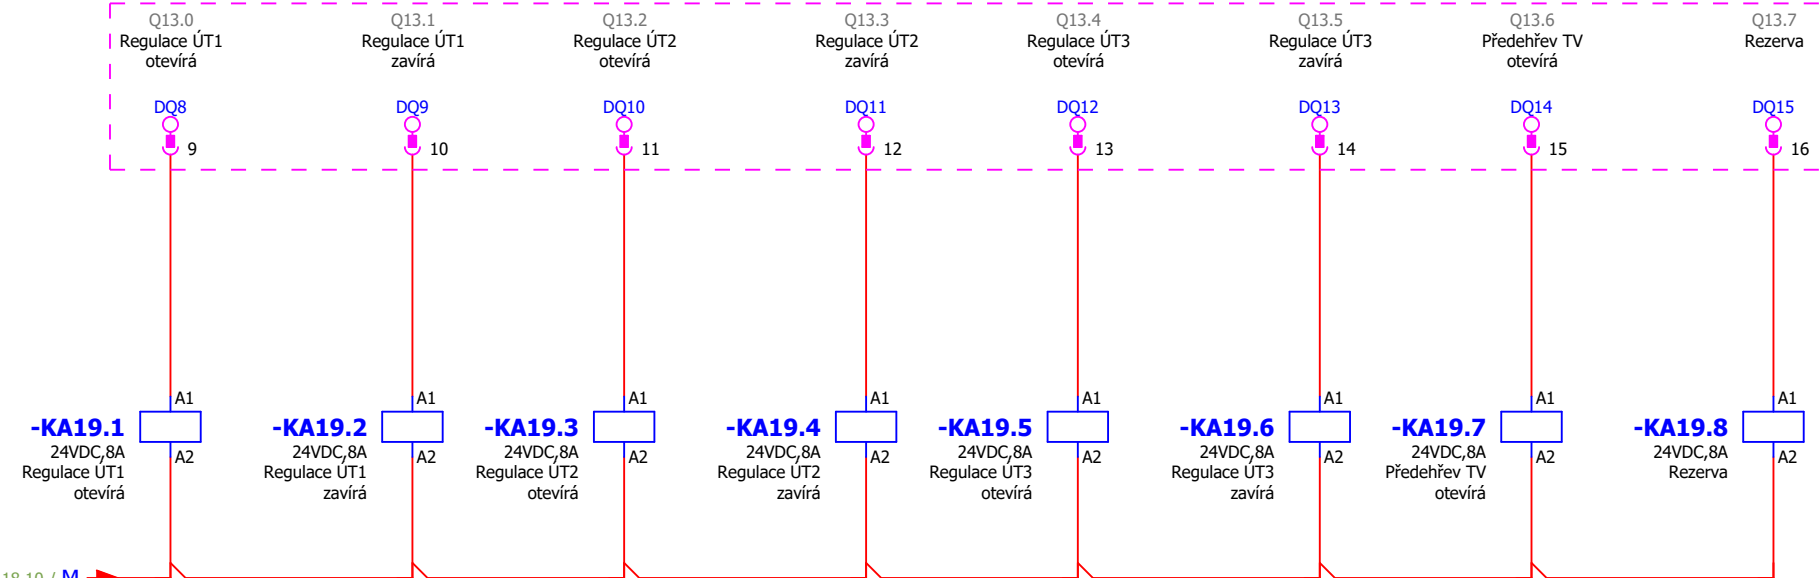 Q13.0
Regulace ÚT1
otevírá
Q13.1
Regulace ÚT1
zavírá
Q13.2
Regulace ÚT2
otevírá
Q13.3
Regulace ÚT2
zavírá
Q13.4
Regulace ÚT3
otevírá
Q13.5
Regulace ÚT3
zavírá
Q13.6
Předehřev TV
otevírá
Q13.7
Rezerva
DQ8
9
DQ9
10
DQ10
11
DQ11
12
DQ12
13
DQ13
14
DQ14
15
DQ15
16
A1
-KA19.1
24VDC,8A
A2
Regulace ÚT1
otevírá
A1
-KA19.2
24VDC,8A
A2
Regulace ÚT1
zavírá
A1
-KA19.3
24VDC,8A
A2
Regulace ÚT2
otevírá
A1
-KA19.4
24VDC,8A
A2
Regulace ÚT2
zavírá
A1
-KA19.5
24VDC,8A
A2
Regulace ÚT3
otevírá
A1
-KA19.6
24VDC,8A
A2
Regulace ÚT3
zavírá
A1
-KA19.7
24VDC,8A
A2
Předehřev TV
otevírá
A1
-KA19.8
24VDC,8A
A2
Rezerva
18.10 / M